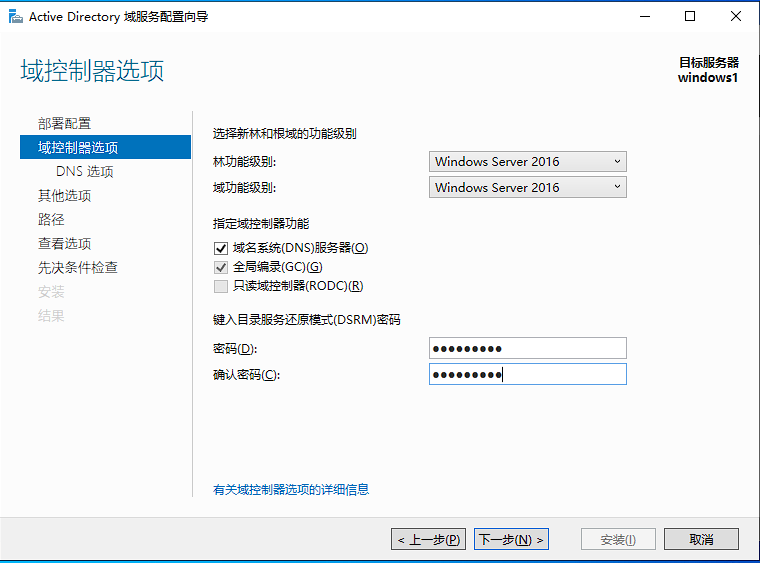 Active Directory 域服务配置向导
域控制器选项
目标服务器
windows1
部署配置
域控制器选项
DNS 选项
其他选项
路径
查看选项
先决条件检查
安装
结果
选择新林和根域的功能级别
林功能级别: Windows Server 2016
域功能级别: Windows Server 2016
指定域控制器功能
域名系统(DNS)服务器(O)
全局编录(GC)(G)
只读域控制器(RODC)(R)
键入目录服务还原模式(DSRM)密码
密码(D): ●●●●●●●●●
确认密码(C): ●●●●●●●●●
有关域控制器选项的详细信息
< 上一步(P) 下一步(N) > 安装(I) 取消